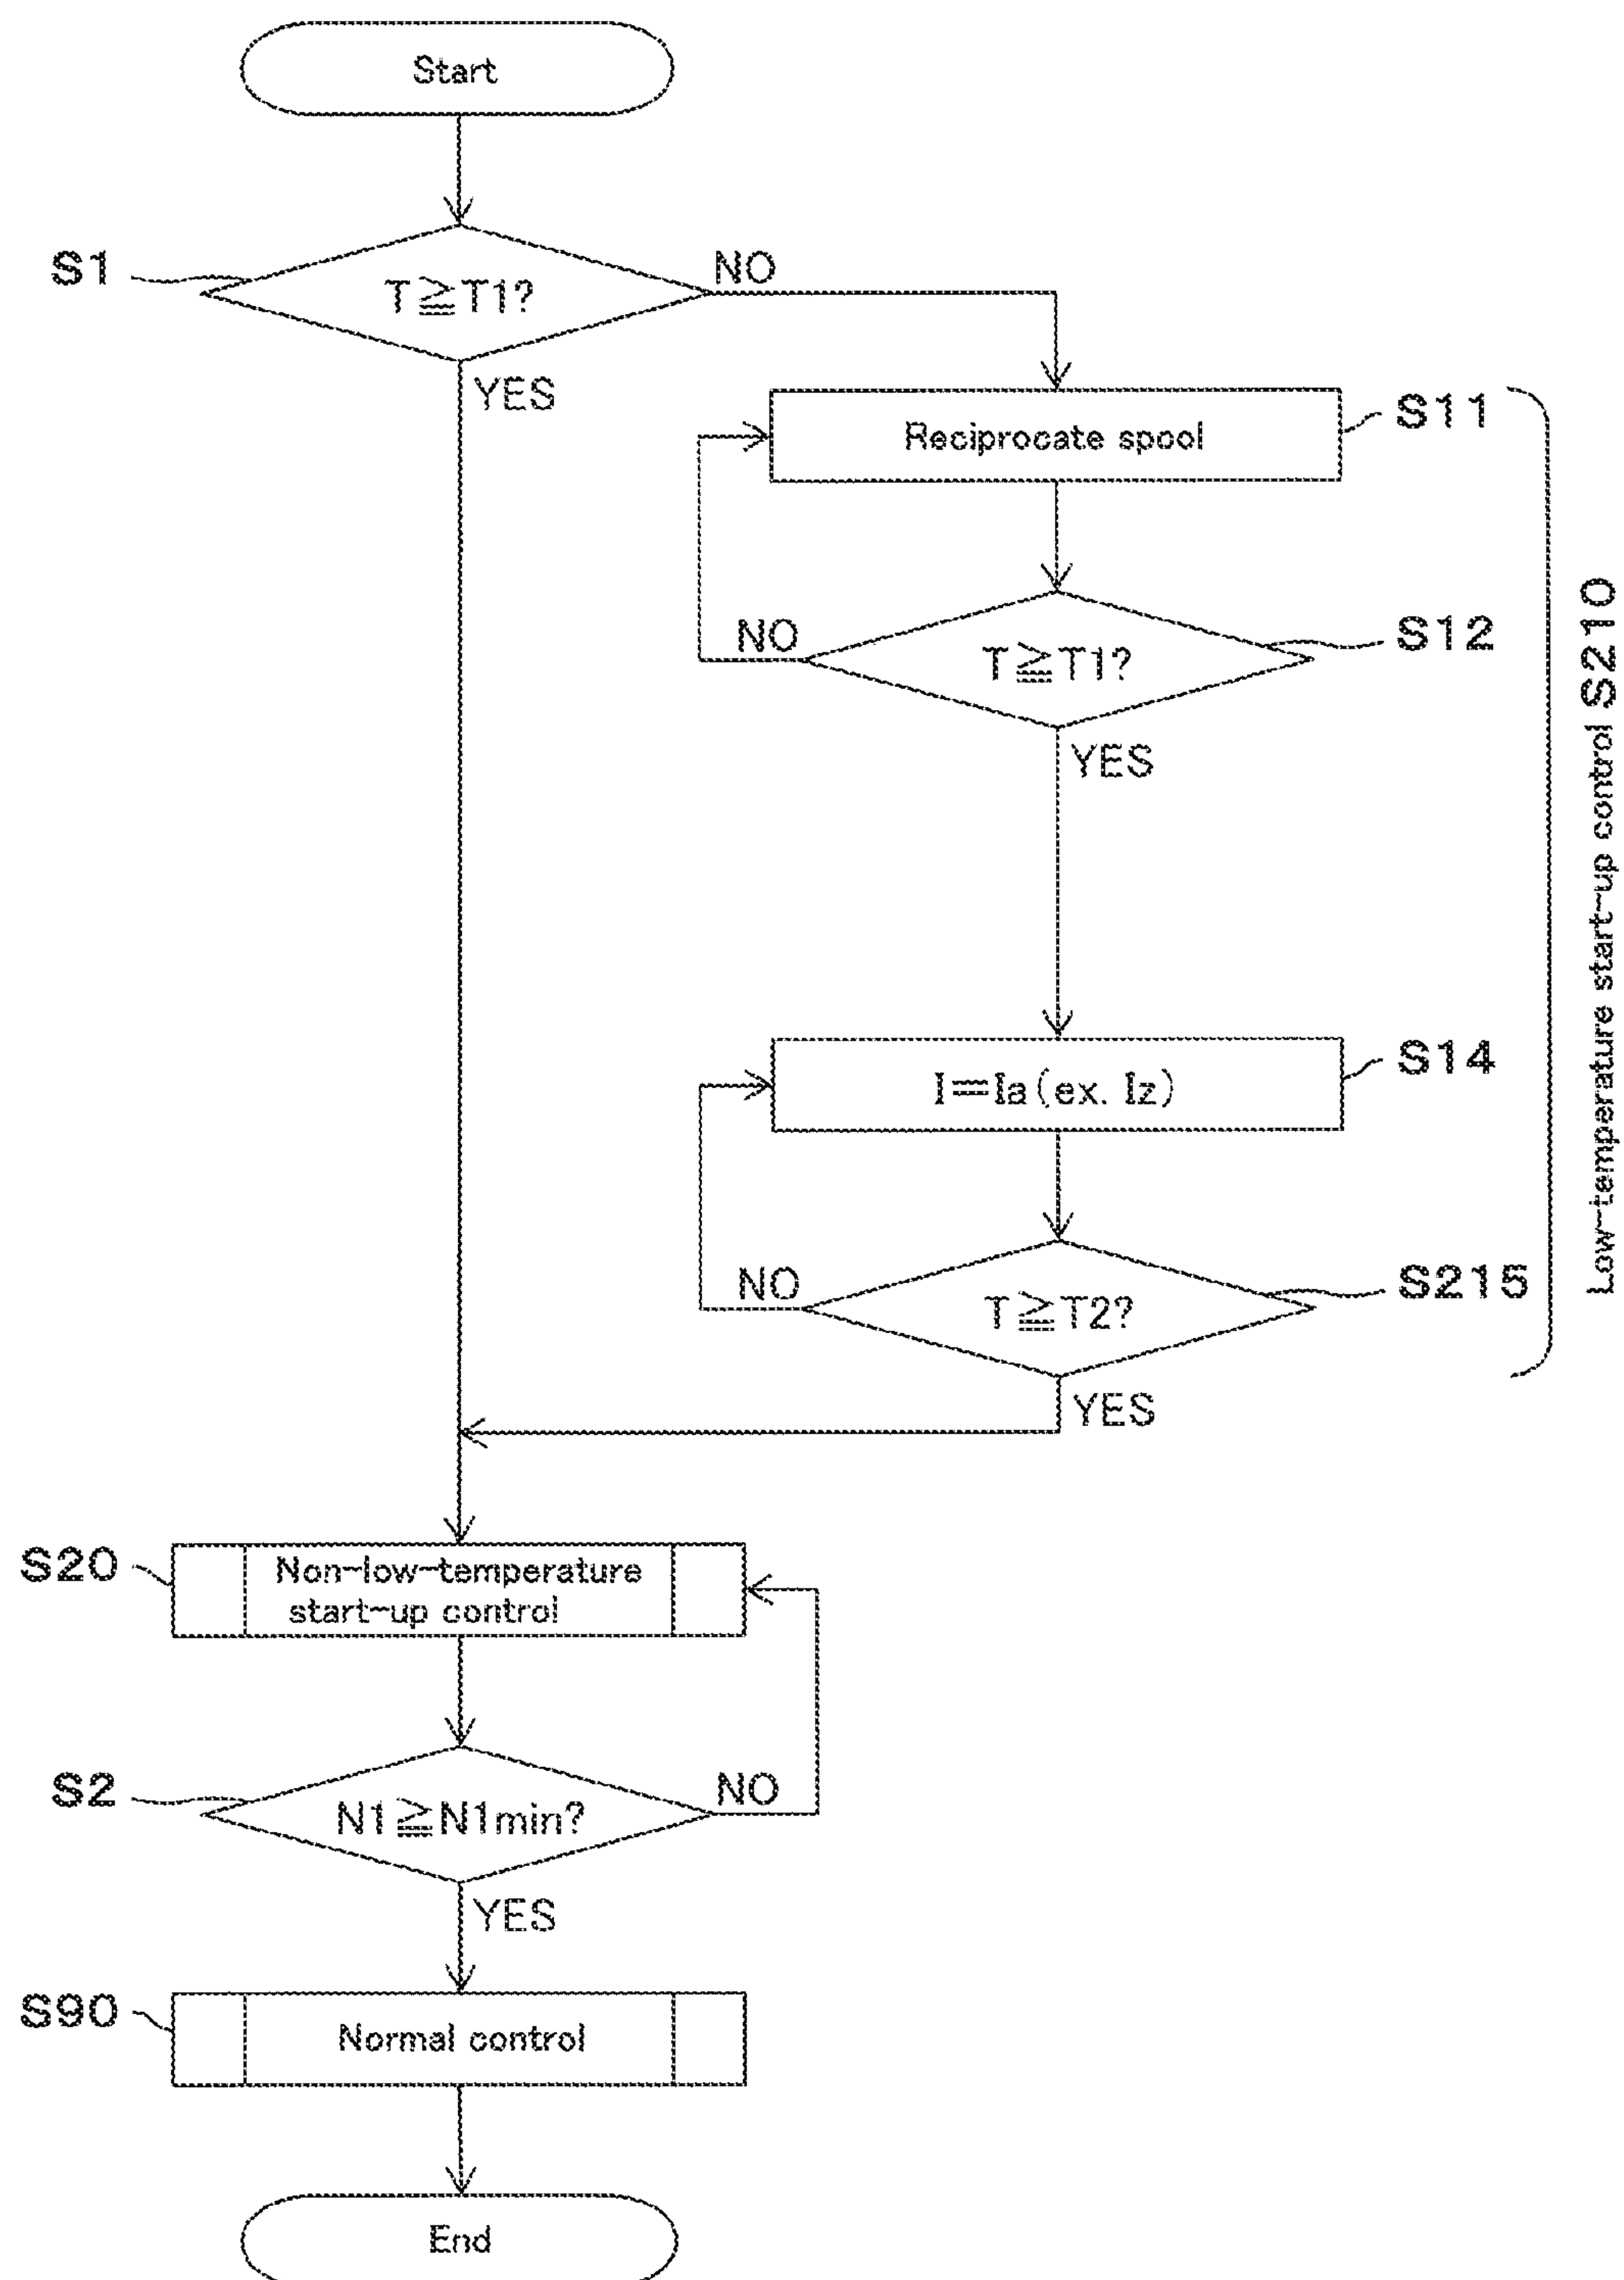 Start
S1
T≧T1?
NO
YES
Reciprocate spool
S11
NO
T≧T1?
S12
YES
I=Ia(ex. Iz)
S14
NO
T≧T2?
S215
YES
Low-temperature start-up control S210
S20
Non-low-temperature
start-up control
S2
N1≧N1min?
NO
YES
S90
Normal control
End